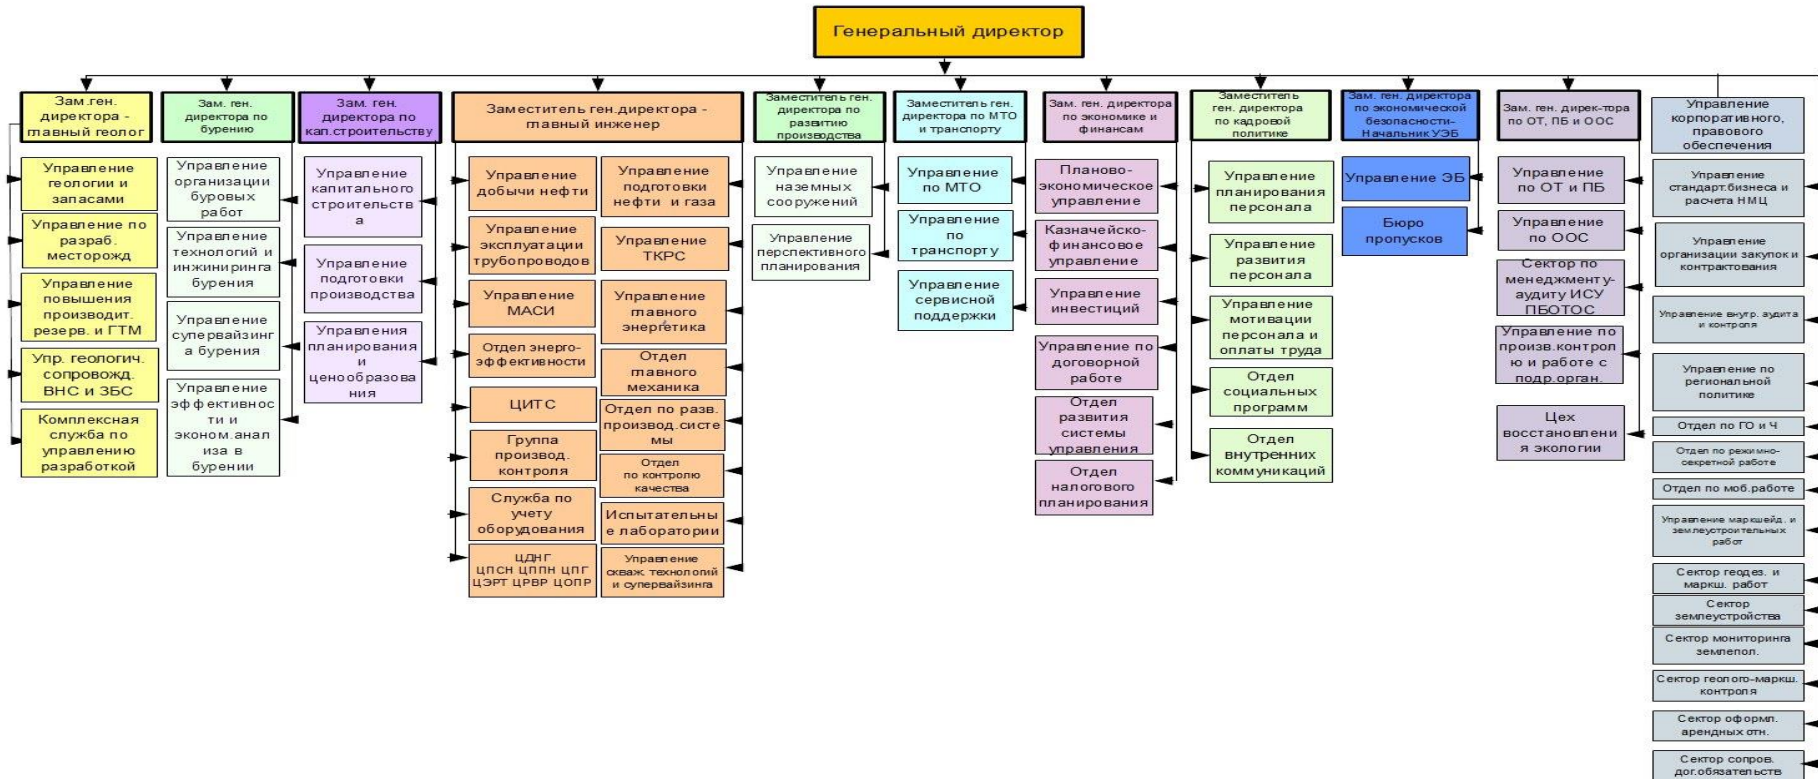 Генеральный директор
Зам.ген.
директора -
главный геолог
Управление
геологии и
запасами
Управление по
разраб.
месторожд
Управление
повышения
производит.
резерв. и ГТМ
Упр. геологич.
сопровожд.
ВНС и ЗБС
Комплексная
служба по
управлению
разработкой
Зам. ген.
директора по
бурению
Управление
организации
буровых
работ
Управление
технологий и
инжиниринга
бурения
Управление
супервайзинг
а бурения
Управление
эффективнос
ти и
эконом.анал
иза в
бурении
Зам. ген.
директора по
кап.строительству
Управление
капитального
строительств
а
Управление
подготовки
производства
Управления
планирования
и
ценообразова
ния
Заместитель ген.директора -
главный инженер
Управление
добычи нефти
Управление
эксплуатации
трубопроводов
Управление
МАСИ
Отдел энерго-
эффективности
ЦИТС
Группа
производ.
контроля
Служба по
учету
оборудования
ЦДНГ
ЦПСН ЦППН ЦПГ
ЦЭРТ ЦРВР ЦОПР
Управление
подготовки
нефти и газа
Управление
ТКРС
Управление
главного
энергетика
Отдел
главного
механика
Отдел по разв.
производ.систе
мы
Отдел
по контролю
качества
Испытательны
е лаборатории
Управление
скваж. технологий
и супервайзинга
Заместитель ген.
директора по
развитию
производства
Управление
наземных
сооружений
Управление
перспективного
планирования
Заместитель ген.
директора по МТО
и транспорту
Управление
по МТО
Управление
по
транспорту
Управление
сервисной
поддержки
Зам. ген. директора
по экономике и
финансам
Планово-
экономическое
управление
Казначейско-
финансовое
управление
Управление
инвестиций
Управление по
договорной
работе
Отдел
развития
системы
управления
Отдел
налогового
планирования
Заместитель
ген. директора
по кадровой
политике
Управление
планирования
персонала
Управление
развития
персонала
Управление
мотивации
персонала и
оплаты труда
Отдел
социальных
программ
Отдел
внутренних
коммуникаций
Зам. ген. директора
по экономической
безопасности-
Начальник УЭБ
Управление ЭБ
Бюро
пропусков
Зам. ген. дирек-тора
по ОТ, ПБ и ООС
Управление
по ОТ и ПБ
Управление
по ООС
Сектор по
менеджменту-
аудиту ИСУ
ПБОТОС
Управление по
произв.контрол
ю и работе с
подр.орган.
Цех
восстановлени
я экологии
Управление
корпоративного,
правового
обеспечения
Управление
стандарт.бизнеса и
расчета НМЦ
Управление
организации закупок и
контрактования
Управление внутр. аудита
и контроля
Управление по
региональной
политике
Отдел по ГО и Ч
Отдел по режимно-
секретной работе
Отдел по моб.работе
Управление маркшейд. и
землеустроительных
работ
Сектор геодез. и
маркш. работ
Сектор
землеустройства
Сектор мониторинга
землепол.
Сектор геолого-маркш.
контроля
Сектор оформл.
арендных отн.
Сектор сопров.
дог.обязательств